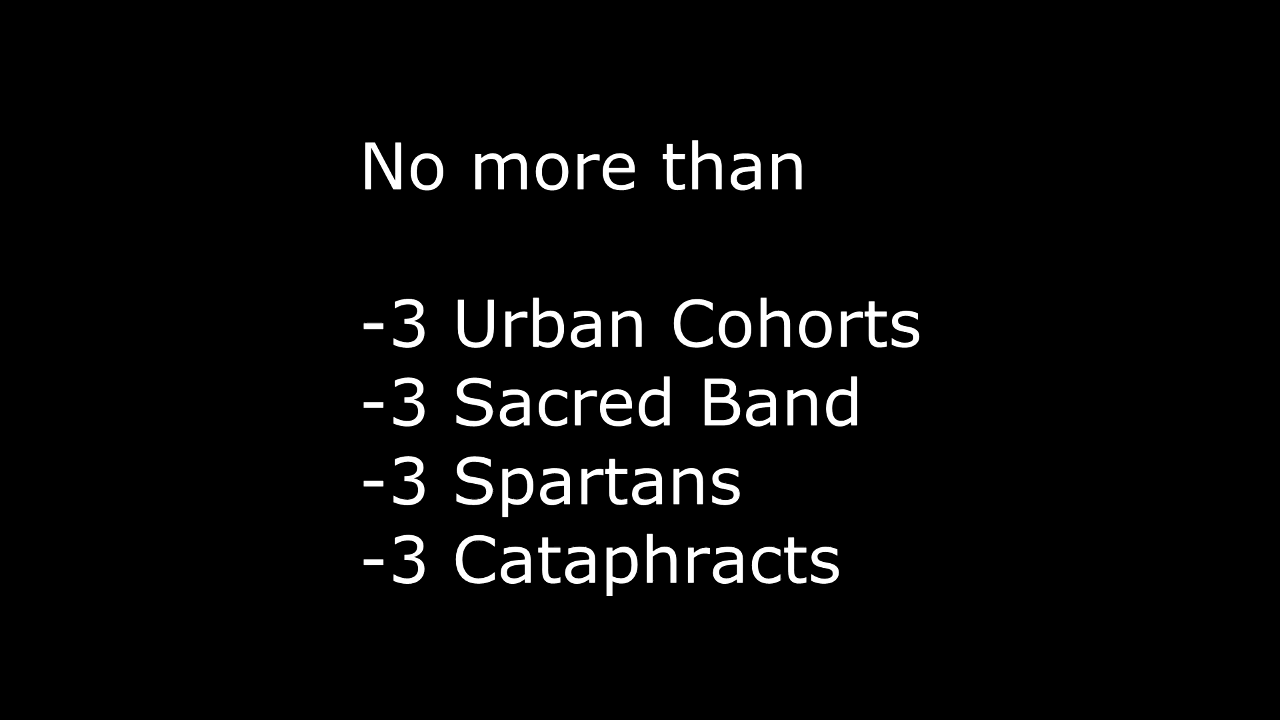 No more than
-3 Urban Cohorts
-3 Sacred Band
-3 Spartans
-3 Cataphracts